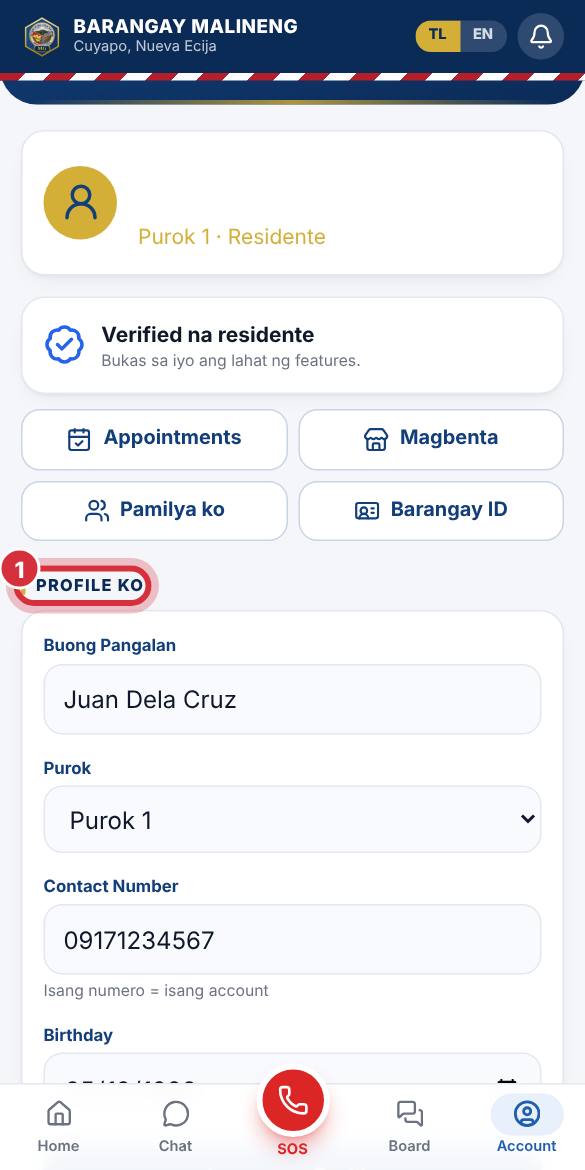 BARANGAY MALINENG
Cuyapo, Nueva Ecija
TL EN
Purok 1 · Residente
Verified na residente
Bukas sa iyo ang lahat ng features.
Appointments
Magbenta
Pamilya ko
Barangay ID
1
PROFILE KO
Buong Pangalan
Juan Dela Cruz
Purok
Purok 1
Contact Number
09171234567
Isang numero = isang account
Birthday
Home
Chat
SOS
Board
Account